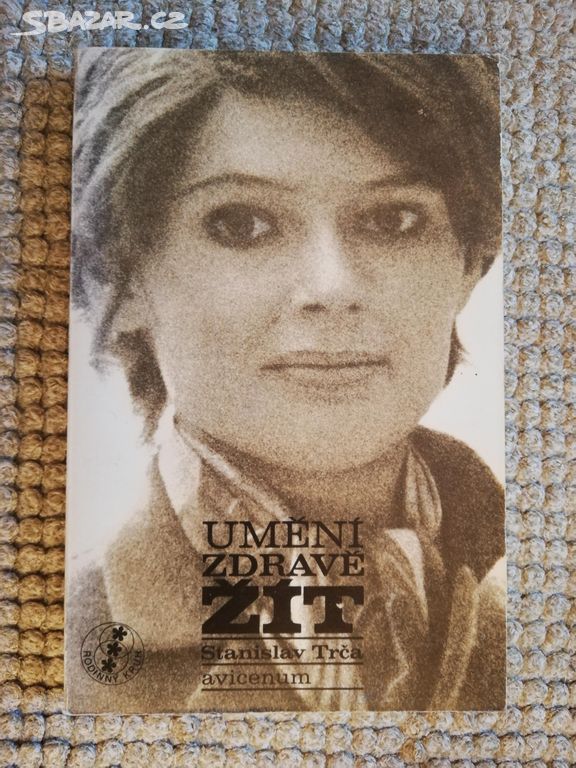 SBAZAR.CZ
UMĚNÍ
ZDRAVĚ
ŽÍT
Stanislav Trča
avicenum
RODINNÝ KRUH